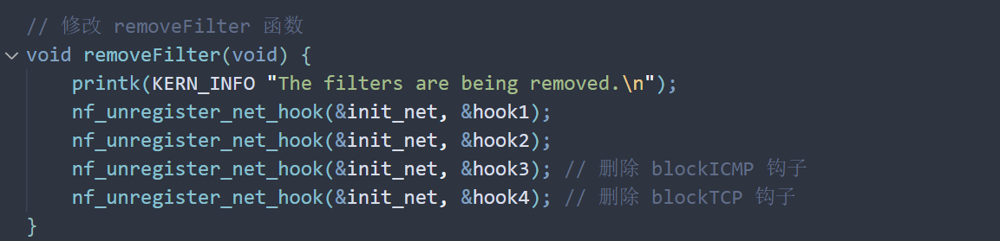 // 修改 removeFilter 函数
void removeFilter(void) {
    printk(KERN_INFO "The filters are being removed.\n");
    nf_unregister_net_hook(&init_net, &hook1);
    nf_unregister_net_hook(&init_net, &hook2);
    nf_unregister_net_hook(&init_net, &hook3); // 删除 blockICMP 钩子
    nf_unregister_net_hook(&init_net, &hook4); // 删除 blockTCP 钩子
}